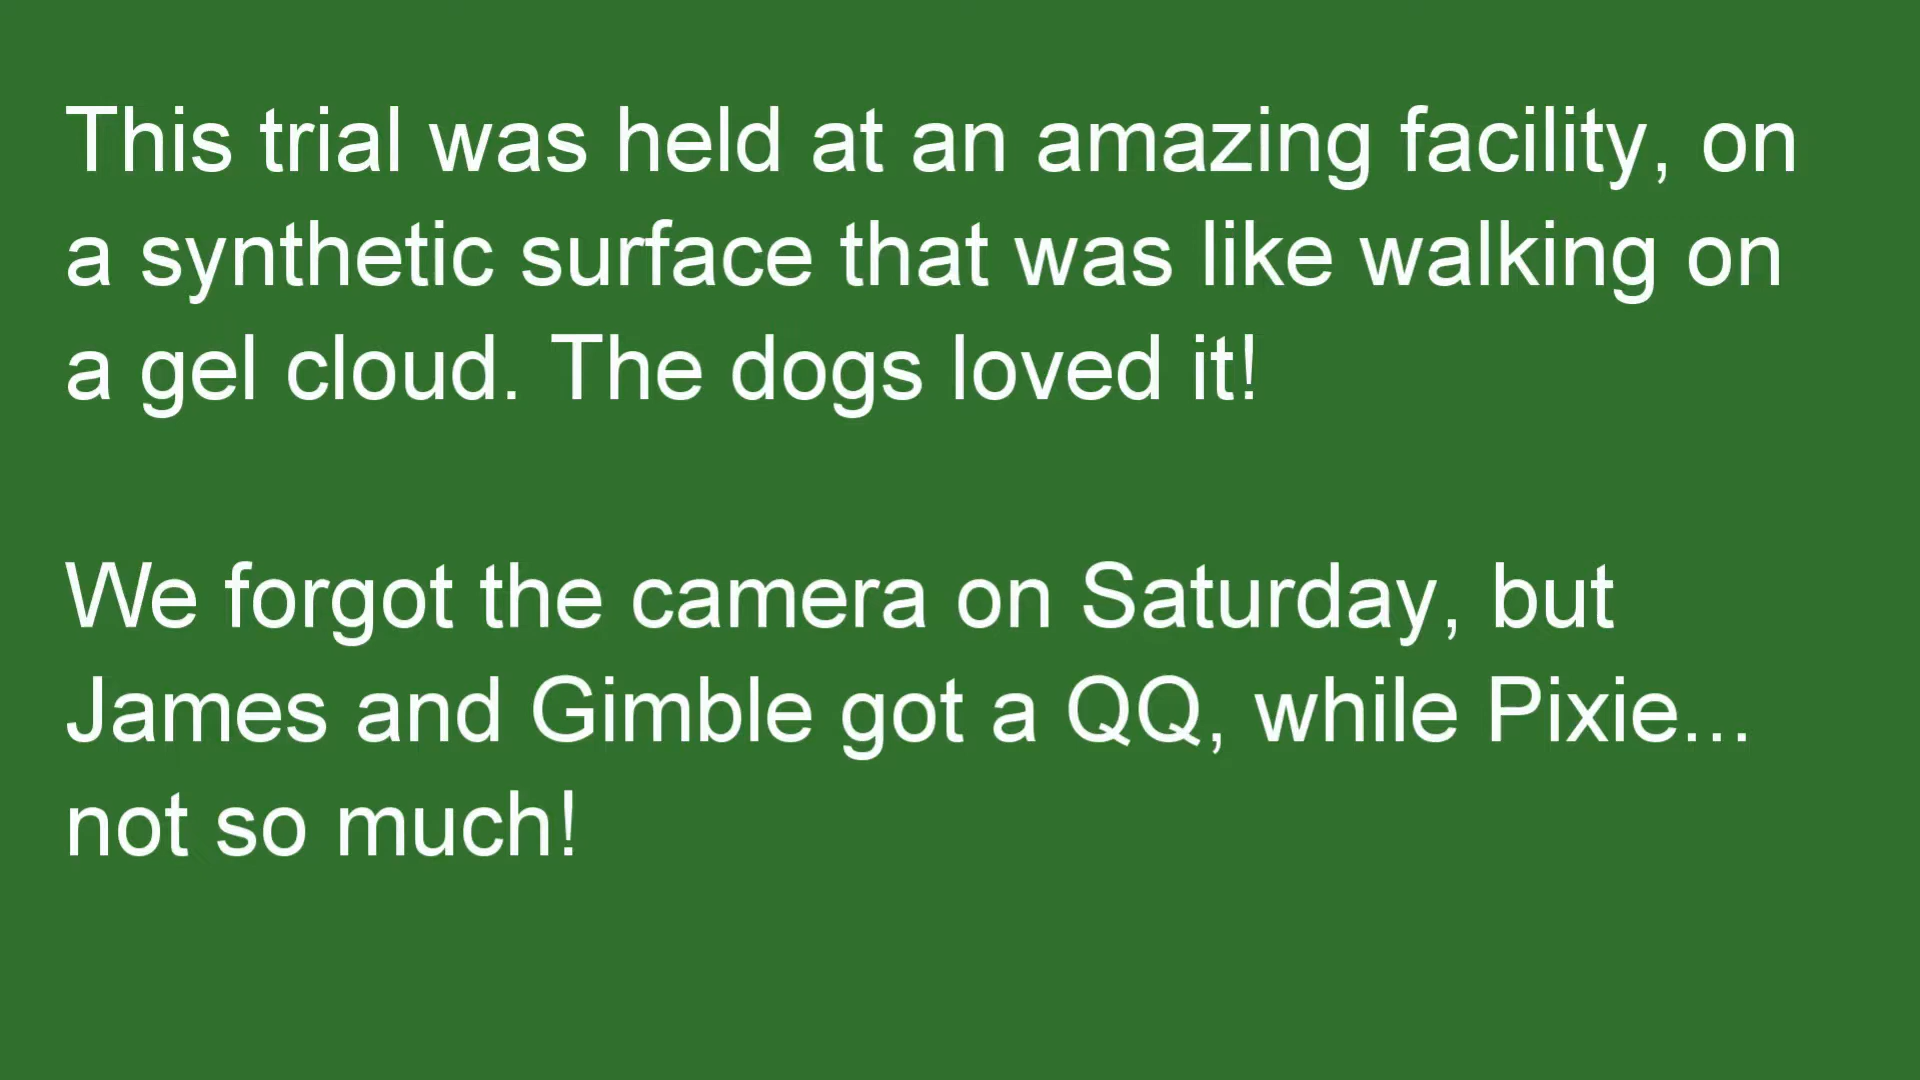 This trial was held at an amazing facility, on
a synthetic surface that was like walking on
a gel cloud. The dogs loved it!
We forgot the camera on Saturday, but
James and Gimble got a QQ, while Pixie...
not so much!